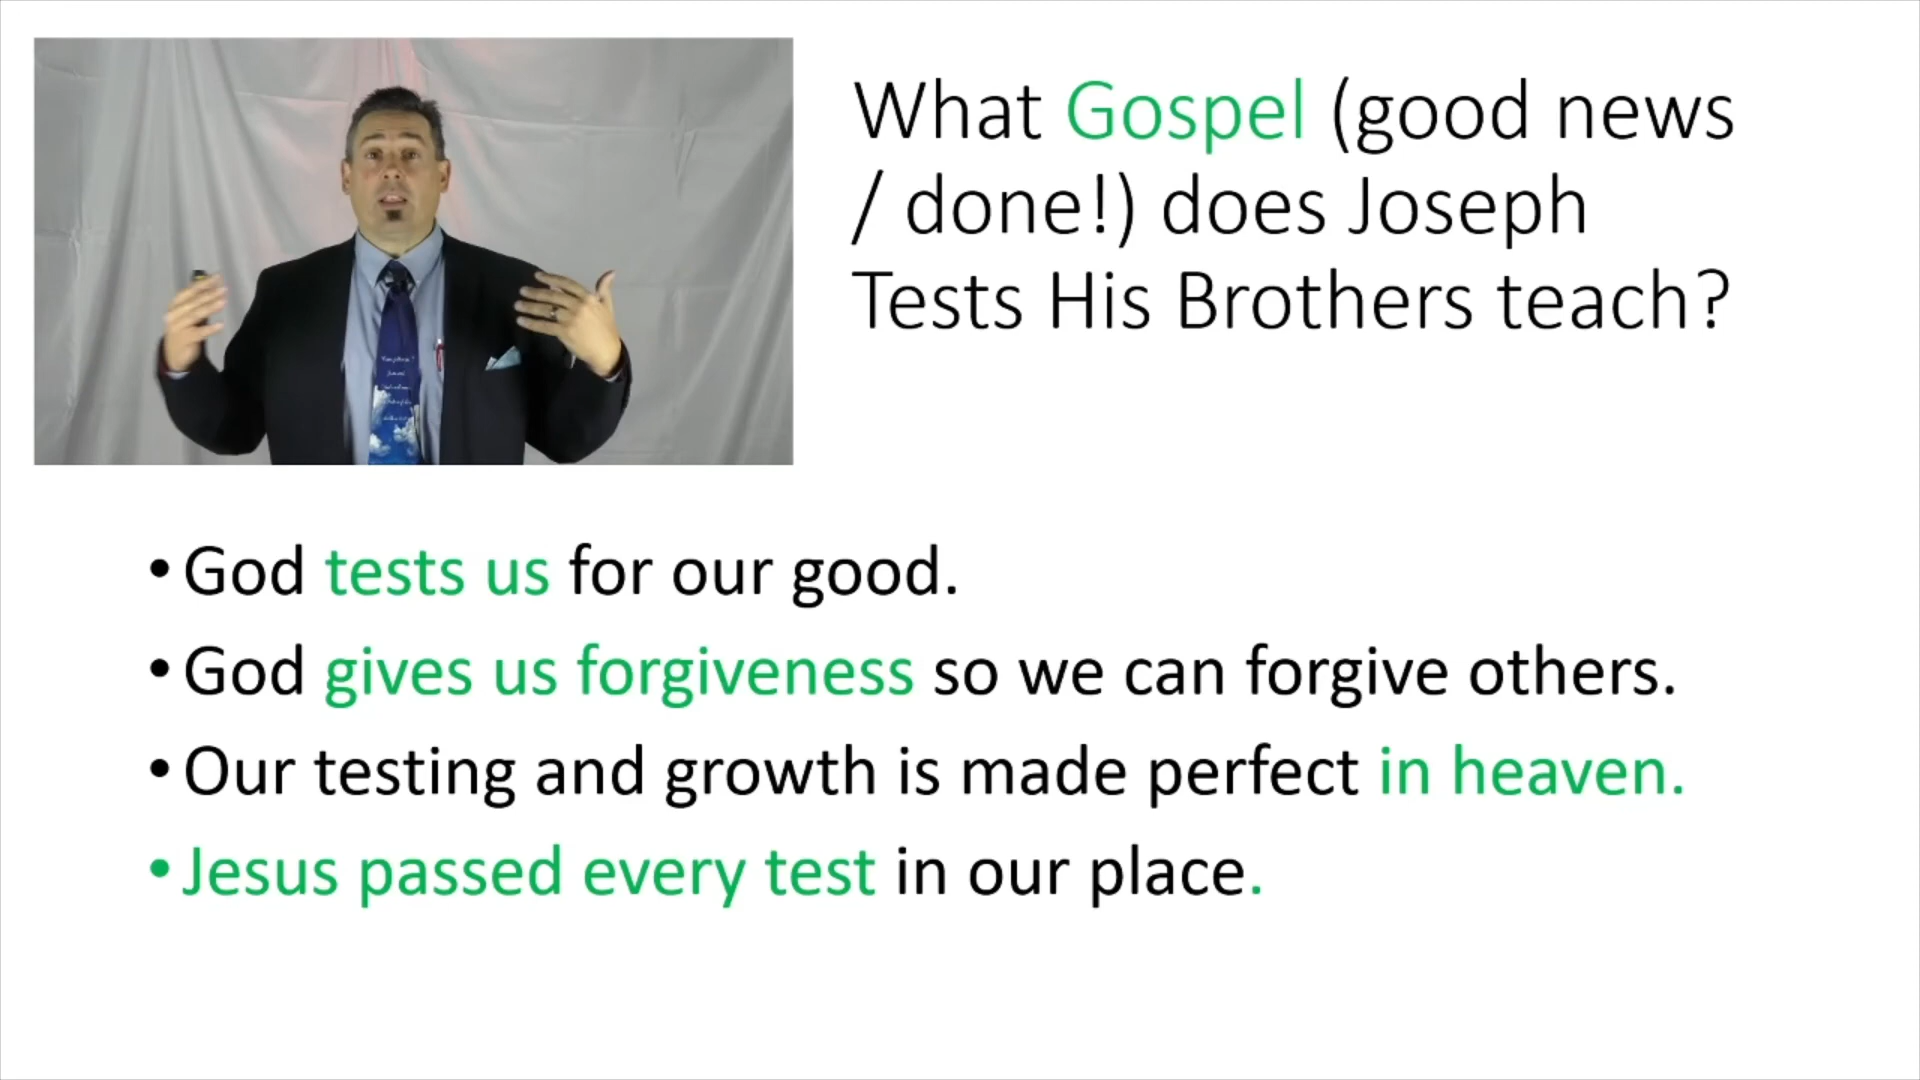 What Gospel (good news
/ done!) does Joseph
Tests His Brothers teach?
• God tests us for our good.
• God gives us forgiveness so we can forgive others.
• Our testing and growth is made perfect in heaven.
• Jesus passed every test in our place.